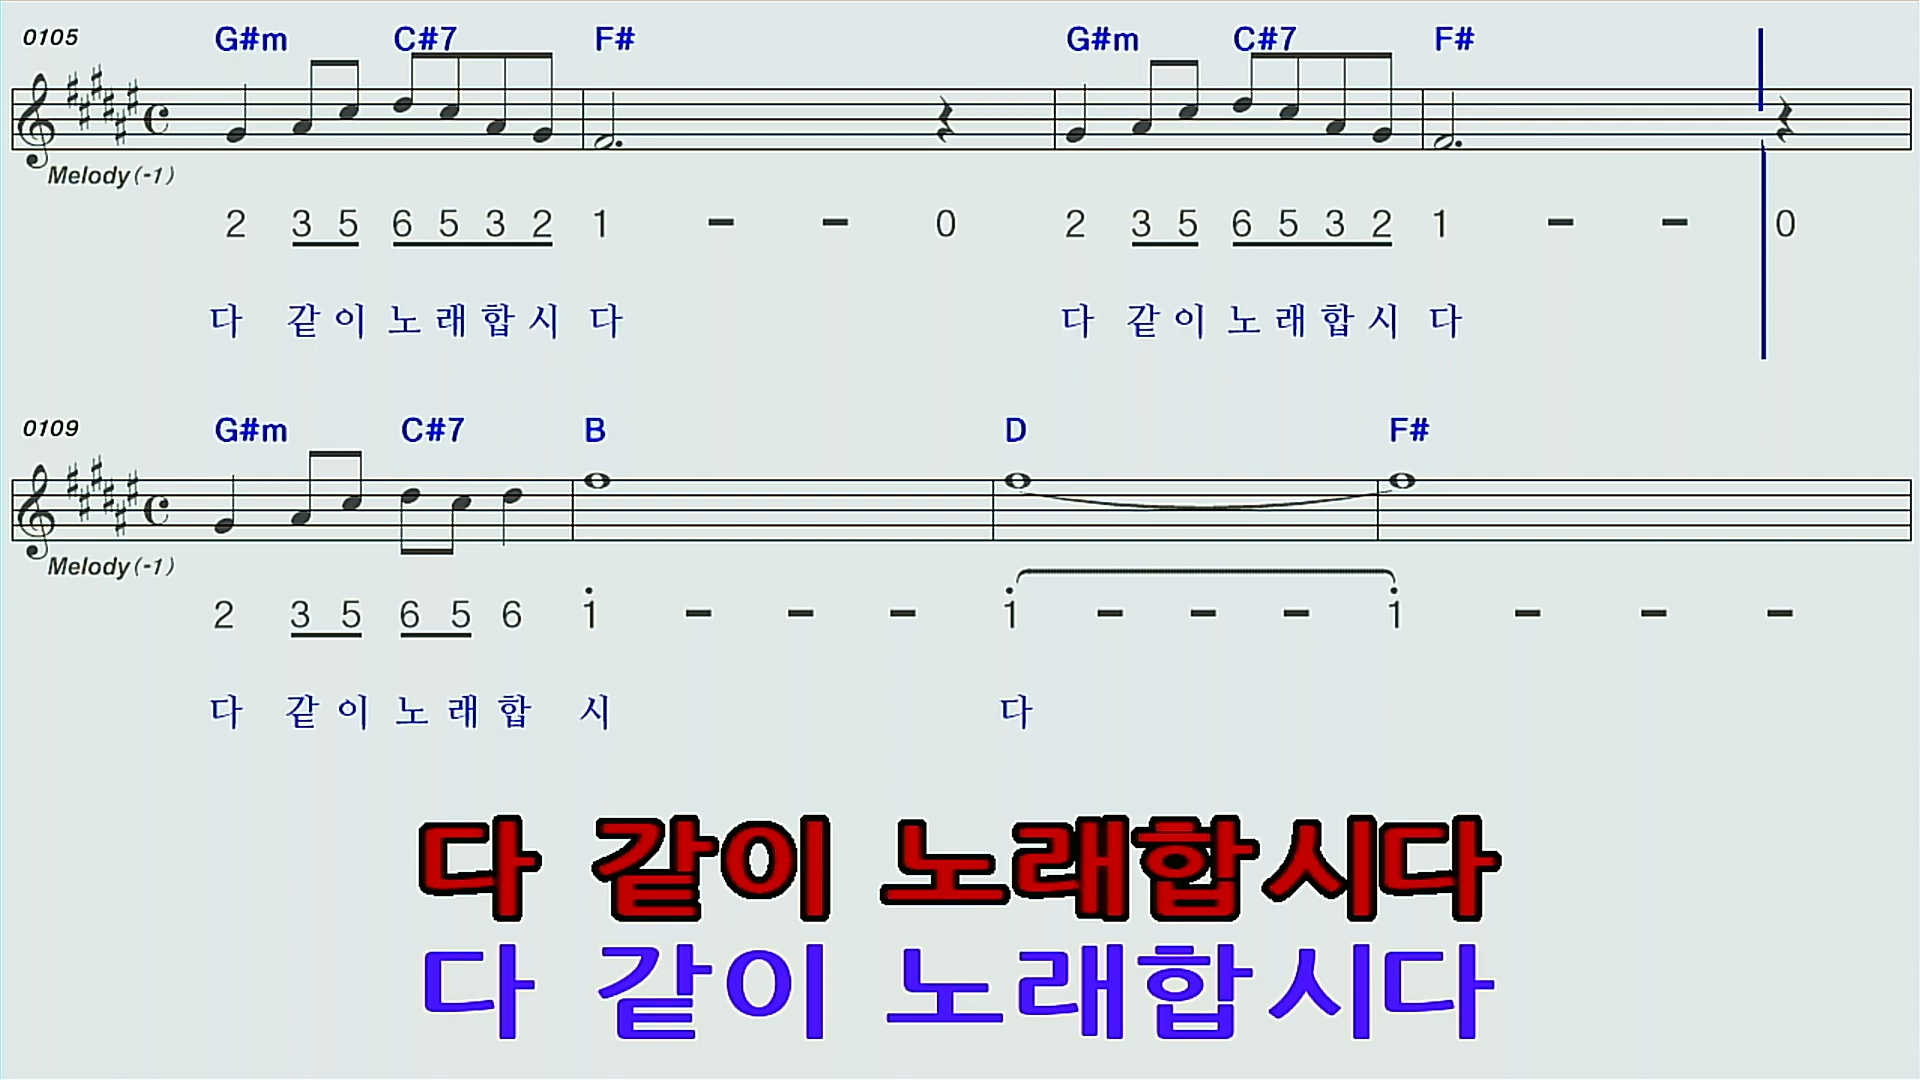 0105 G#m C#7 F# G#m C#7 F#
Melody(-1)
2 3 5 6 5 3 2 1 - - 0 2 3 5 6 5 3 2 1 - - 0
다 같이 노래합시다 다 같이 노래합시다
0109 G#m C#7 B D F#
Melody(-1)
2 3 5 6 5 6 1 - - - 1 - - - 1 - - -
다 같이 노래합 시 다
다 같이 노래합시다
다 같이 노래합시다